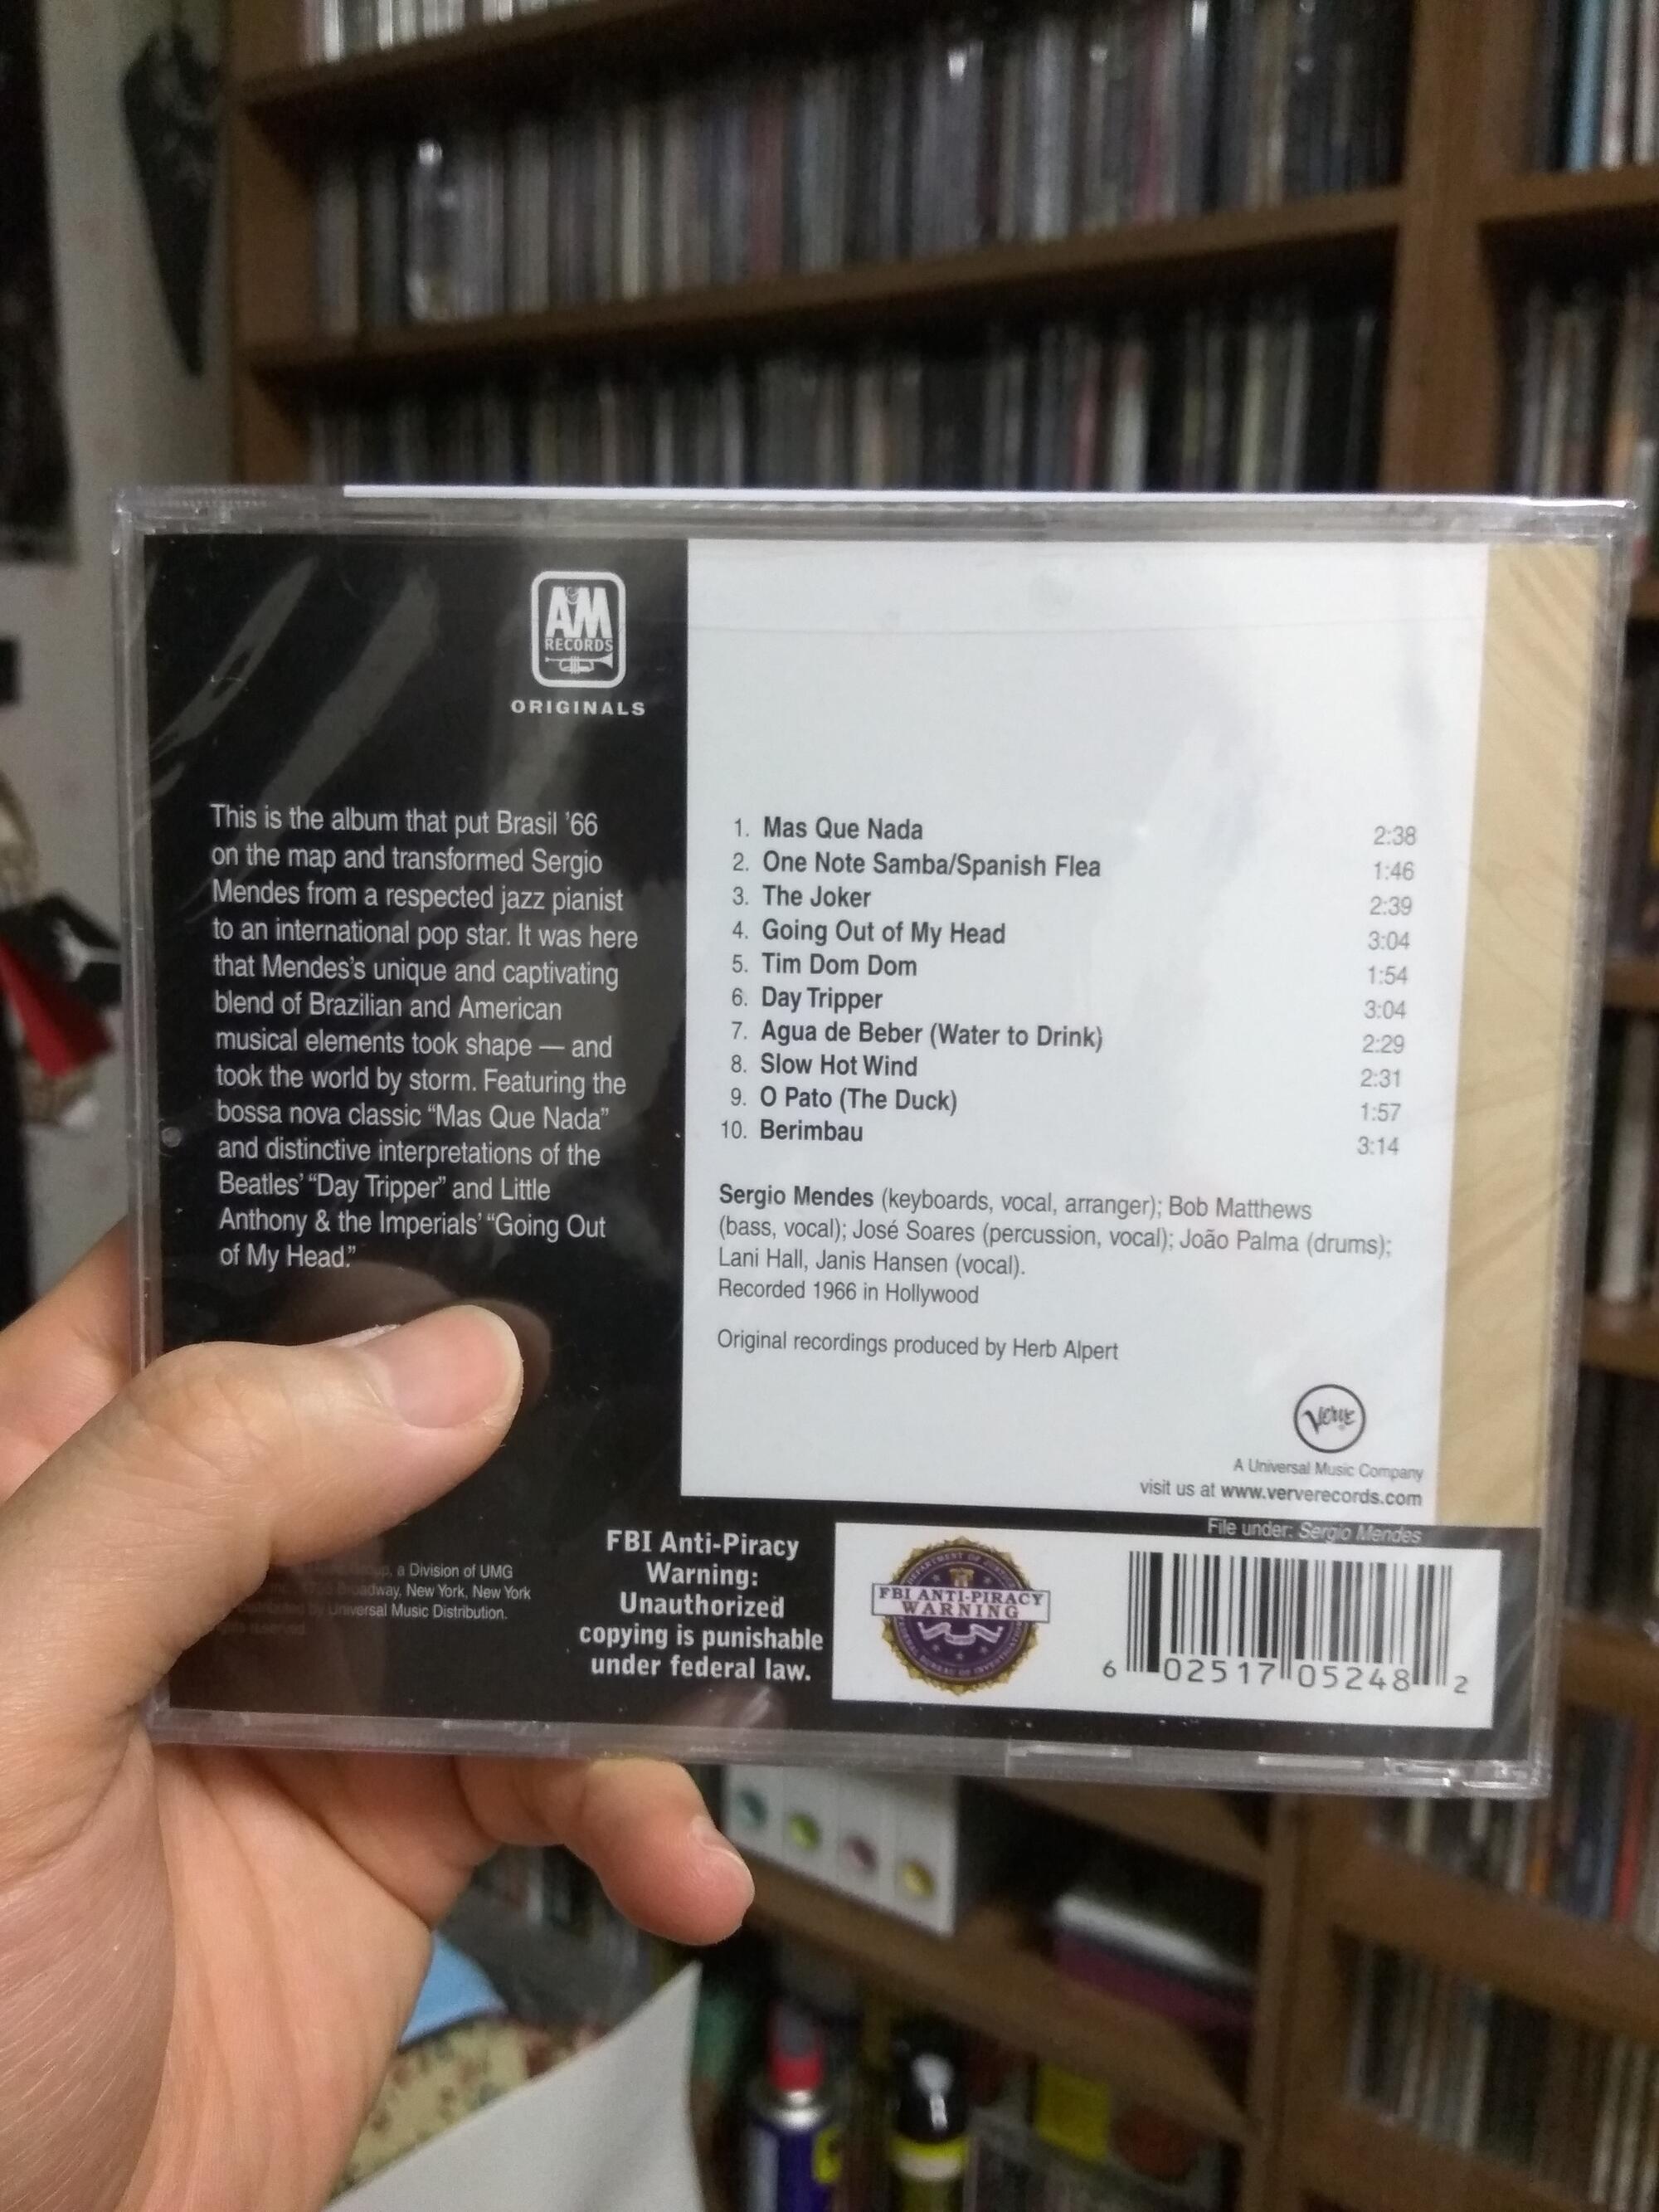 A&M
RECORDS
ORIGINALS
This is the album that put Brasil '66
on the map and transformed Sergio
Mendes from a respected jazz pianist
to an international pop star. It was here
that Mendes's unique and captivating
blend of Brazilian and American
musical elements took shape — and
took the world by storm. Featuring the
bossa nova classic “Mas Que Nada”
and distinctive interpretations of the
Beatles' “Day Tripper” and Little
Anthony & the Imperials' “Going Out
of My Head.”
1. Mas Que Nada 2:38
2. One Note Samba/Spanish Flea 1:46
3. The Joker 2:39
4. Going Out of My Head 3:04
5. Tim Dom Dom 1:54
6. Day Tripper 3:04
7. Agua de Beber (Water to Drink) 2:29
8. Slow Hot Wind 2:31
9. O Pato (The Duck) 1:57
10. Berimbau 3:14
Sergio Mendes (keyboards, vocal, arranger); Bob Matthews
(bass, vocal); José Soares (percussion, vocal); João Palma (drums);
Lani Hall, Janis Hansen (vocal).
Recorded 1966 in Hollywood
Original recordings produced by Herb Alpert
Verve
A Universal Music Company
visit us at www.ververecords.com
File under: Sergio Mendes
a Division of UMG
Broadway, New York, New York
Distributed by Universal Music Distribution.
reserved.
FBI Anti-Piracy
Warning:
Unauthorized
copying is punishable
under federal law.
DEPARTMENT OF JUSTICE
FBI ANTI-PIRACY
WARNING
FEDERAL BUREAU OF INVESTIGATION
6 02517 05248 2